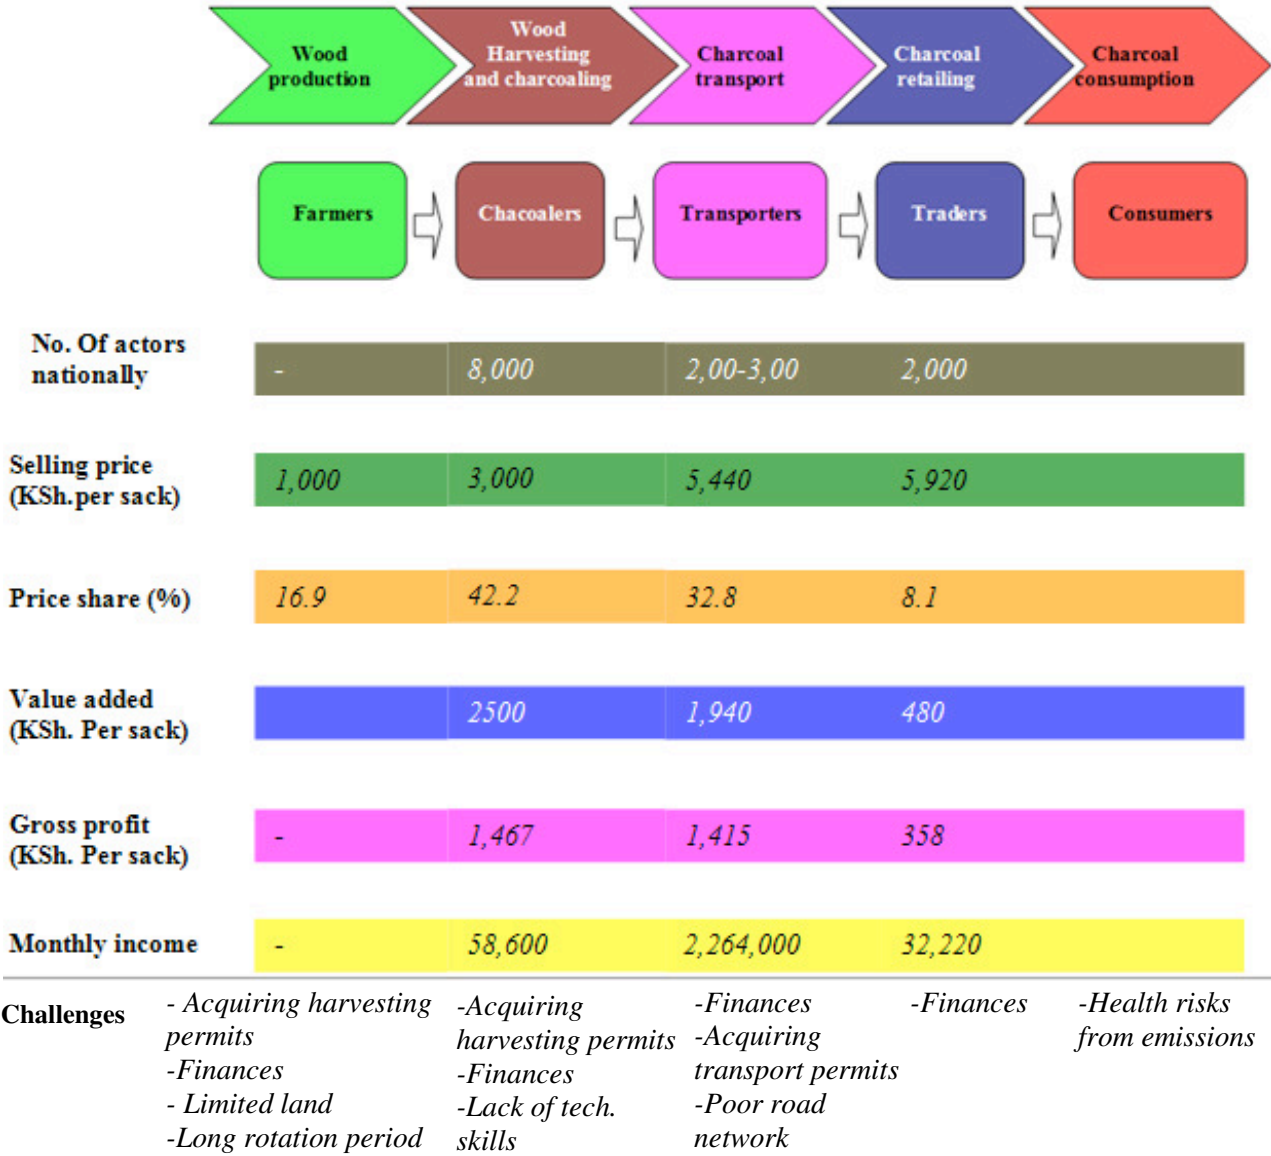 Wood
production
Wood
Harvesting
and charcoaling
Charcoal
transport
Charcoal
retailing
Charcoal
consumption
Farmers
Chacoalers
Transporters
Traders
Consumers
No. Of actors
nationally
- 8,000 2,00-3,00 2,000
Selling price
(KSh.per sack)
1,000 3,000 5,440 5,920
Price share (%) 16.9 42.2 32.8 8.1
Value added
(KSh. Per sack)
2500 1,940 480
Gross profit
(KSh. Per sack)
- 1,467 1,415 358
Monthly income - 58,600 2,264,000 32,220
Challenges
- Acquiring harvesting
permits
-Finances
- Limited land
-Long rotation period
-Acquiring
harvesting permits
-Finances
-Lack of tech.
skills
-Finances
-Acquiring
transport permits
-Poor road
network
-Finances
-Health risks
from emissions